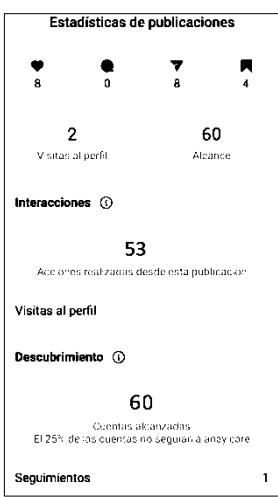 Estadísticas de publicaciones
8 0 8 4
2 60
Visitas al perfil Alcance
Interacciones
53
Acciones realizadas desde esta publicación
Visitas al perfil
Descubrimiento
60
Cuentas alcanzadas
El 25% de las cuentas no seguían a
Seguimientos 1